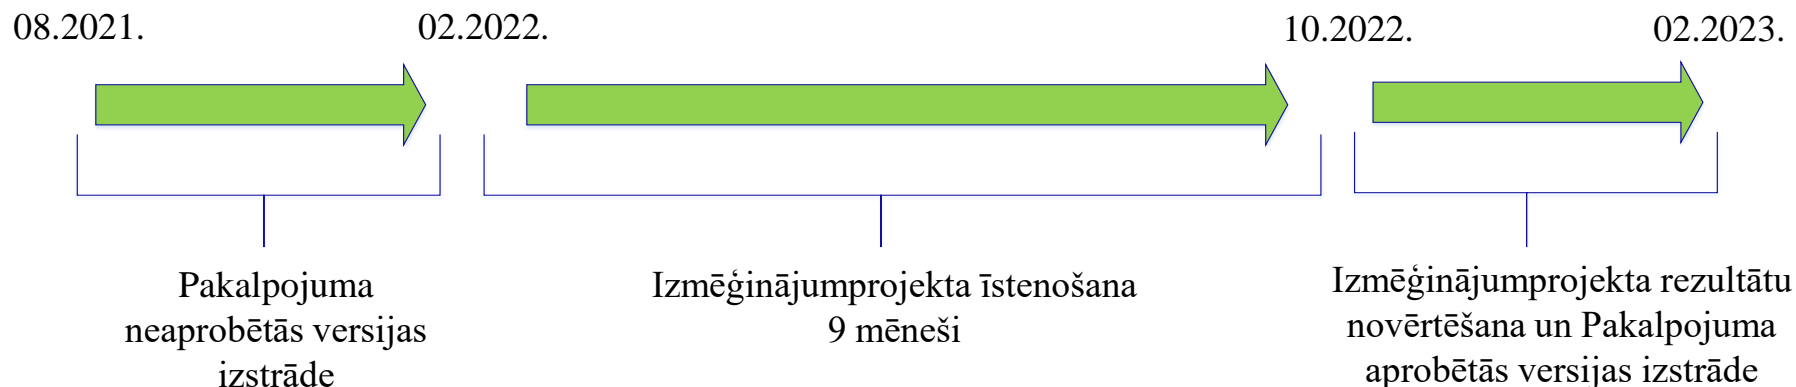 08.2021.
02.2022.
10.2022.
02.2023.
Pakalpojuma
neaprobētās versijas
izstrāde
Izmēģinājumprojekta īstenošana
9 mēneši
Izmēģinājumprojekta rezultātu
novērtēšana un Pakalpojuma
aprobētās versijas izstrāde